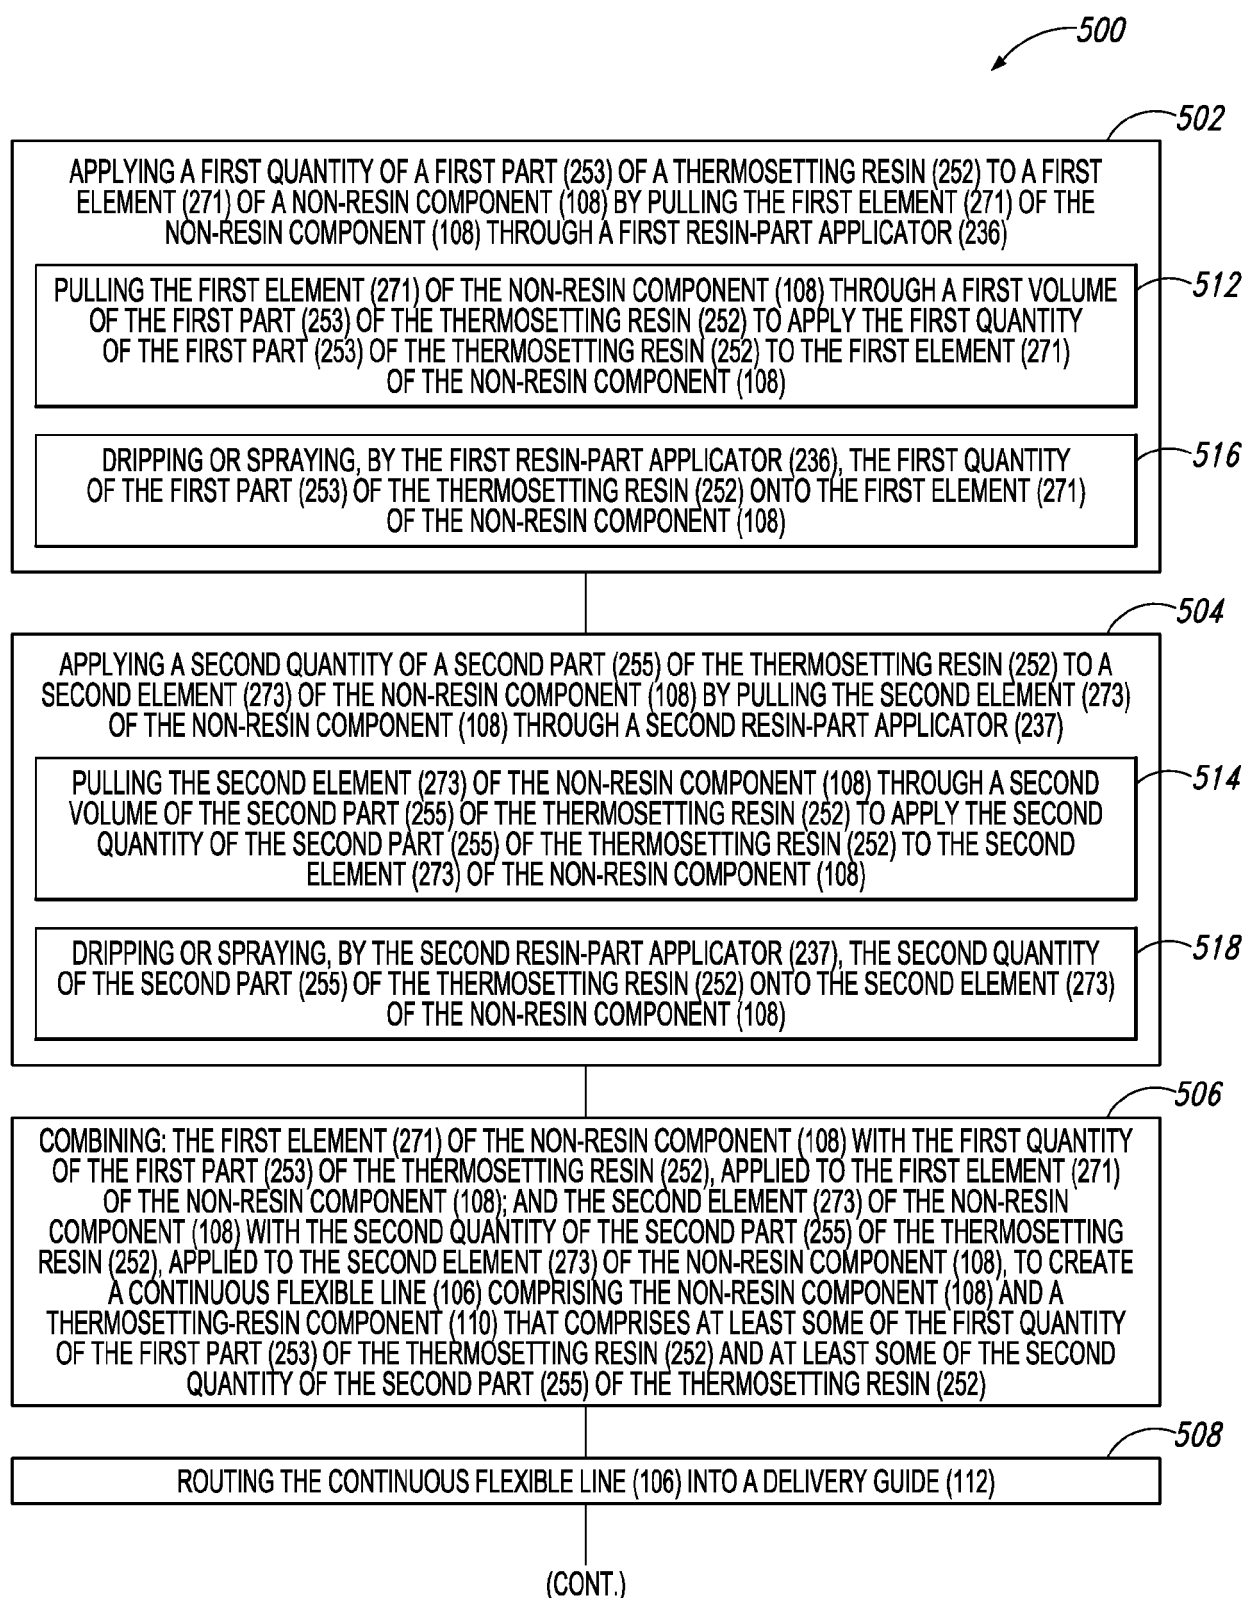 500
502
APPLYING A FIRST QUANTITY OF A FIRST PART (253) OF A THERMOSETTING RESIN (252) TO A FIRST
ELEMENT (271) OF A NON-RESIN COMPONENT (108) BY PULLING THE FIRST ELEMENT (271) OF THE
NON-RESIN COMPONENT (108) THROUGH A FIRST RESIN-PART APPLICATOR (236)
512
PULLING THE FIRST ELEMENT (271) OF THE NON-RESIN COMPONENT (108) THROUGH A FIRST VOLUME
OF THE FIRST PART (253) OF THE THERMOSETTING RESIN (252) TO APPLY THE FIRST QUANTITY
OF THE FIRST PART (253) OF THE THERMOSETTING RESIN (252) TO THE FIRST ELEMENT (271)
OF THE NON-RESIN COMPONENT (108)
516
DRIPPING OR SPRAYING, BY THE FIRST RESIN-PART APPLICATOR (236), THE FIRST QUANTITY
OF THE FIRST PART (253) OF THE THERMOSETTING RESIN (252) ONTO THE FIRST ELEMENT (271)
OF THE NON-RESIN COMPONENT (108)
504
APPLYING A SECOND QUANTITY OF A SECOND PART (255) OF THE THERMOSETTING RESIN (252) TO A
SECOND ELEMENT (273) OF THE NON-RESIN COMPONENT (108) BY PULLING THE SECOND ELEMENT (273)
OF THE NON-RESIN COMPONENT (108) THROUGH A SECOND RESIN-PART APPLICATOR (237)
514
PULLING THE SECOND ELEMENT (273) OF THE NON-RESIN COMPONENT (108) THROUGH A SECOND
VOLUME OF THE SECOND PART (255) OF THE THERMOSETTING RESIN (252) TO APPLY THE SECOND
QUANTITY OF THE SECOND PART (255) OF THE THERMOSETTING RESIN (252) TO THE SECOND
ELEMENT (273) OF THE NON-RESIN COMPONENT (108)
518
DRIPPING OR SPRAYING, BY THE SECOND RESIN-PART APPLICATOR (237), THE SECOND QUANTITY
OF THE SECOND PART (255) OF THE THERMOSETTING RESIN (252) ONTO THE SECOND ELEMENT (273)
OF THE NON-RESIN COMPONENT (108)
506
COMBINING: THE FIRST ELEMENT (271) OF THE NON-RESIN COMPONENT (108) WITH THE FIRST QUANTITY
OF THE FIRST PART (253) OF THE THERMOSETTING RESIN (252), APPLIED TO THE FIRST ELEMENT (271)
OF THE NON-RESIN COMPONENT (108); AND THE SECOND ELEMENT (273) OF THE NON-RESIN
COMPONENT (108) WITH THE SECOND QUANTITY OF THE SECOND PART (255) OF THE THERMOSETTING
RESIN (252), APPLIED TO THE SECOND ELEMENT (273) OF THE NON-RESIN COMPONENT (108), TO CREATE
A CONTINUOUS FLEXIBLE LINE (106) COMPRISING THE NON-RESIN COMPONENT (108) AND A
THERMOSETTING-RESIN COMPONENT (110) THAT COMPRISES AT LEAST SOME OF THE FIRST QUANTITY
OF THE FIRST PART (253) OF THE THERMOSETTING RESIN (252) AND AT LEAST SOME OF THE SECOND
QUANTITY OF THE SECOND PART (255) OF THE THERMOSETTING RESIN (252)
508
ROUTING THE CONTINUOUS FLEXIBLE LINE (106) INTO A DELIVERY GUIDE (112)
(CONT.)